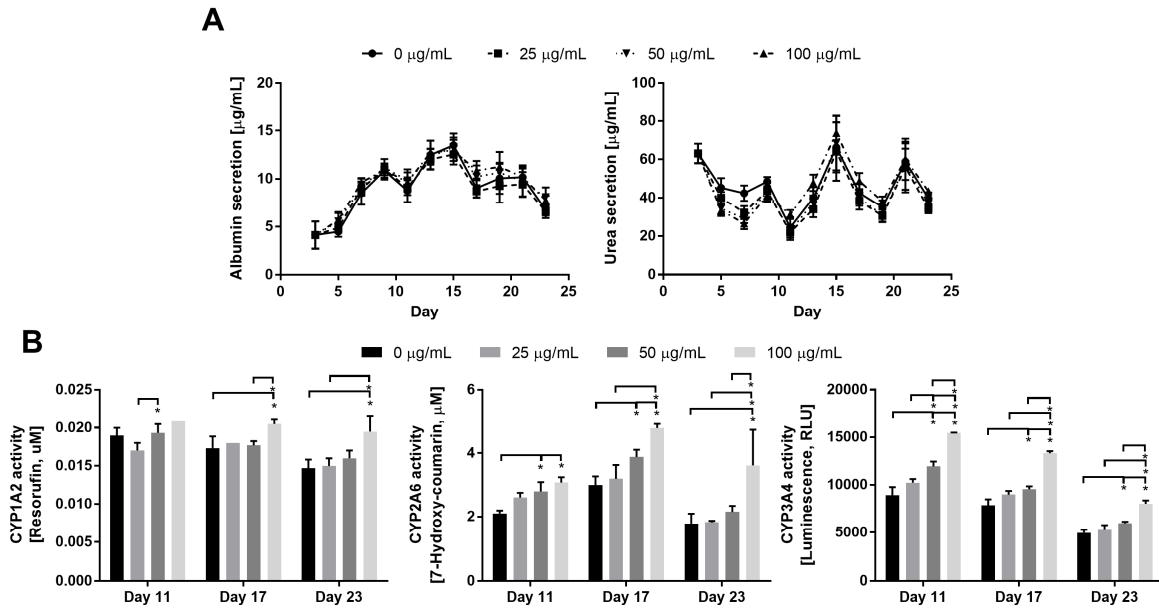 A
0 µg/mL 25 µg/mL 50 µg/mL 100 µg/mL
Albumin secretion [µg/mL]
20
15
10
5
0
0 5 10 15 20 25
Day
Urea secretion [µg/mL]
100
80
60
40
20
0
0 5 10 15 20 25
Day
B
0 µg/mL 25 µg/mL 50 µg/mL 100 µg/mL
CYP1A2 activity
[Resorufin, uM]
0.025
0.020
0.015
0.010
0.005
0.000
* * * * *
Day 11 Day 17 Day 23
CYP2A6 activity
[7-Hydroxy-coumarin, µM]
6
4
2
0
* * * * * * * *
Day 11 Day 17 Day 23
CYP3A4 activity
[Luminescence, RLU]
20000
15000
10000
5000
0
* * * * * * * * * * * * *
Day 11 Day 17 Day 23